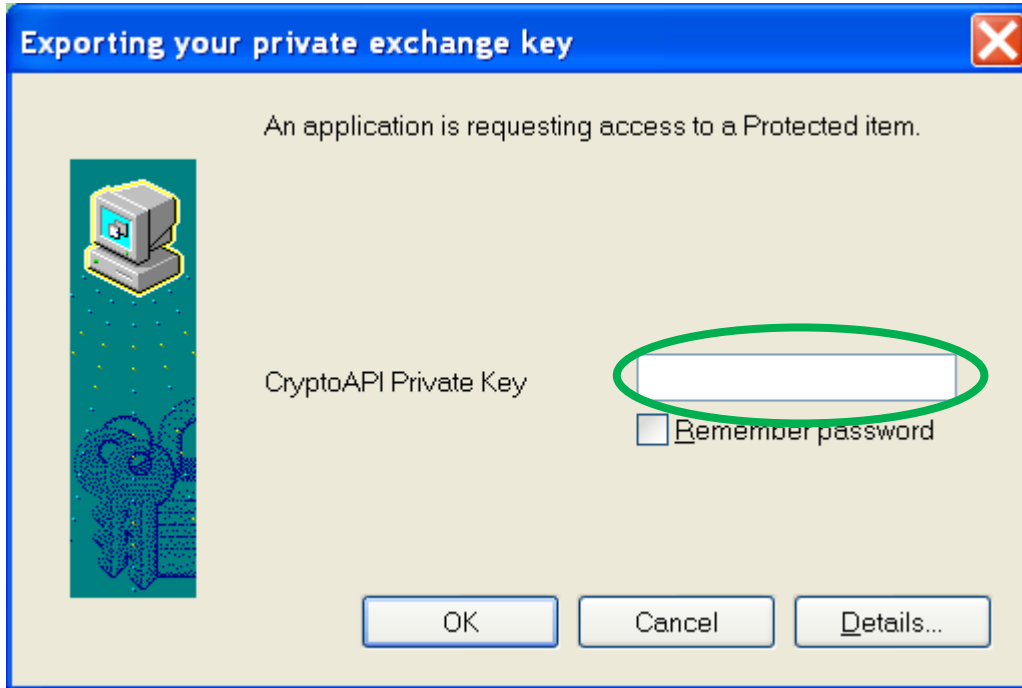 Exporting your private exchange key
An application is requesting access to a Protected item.
CryptoAPI Private Key
Remember password
OK
Cancel
Details...